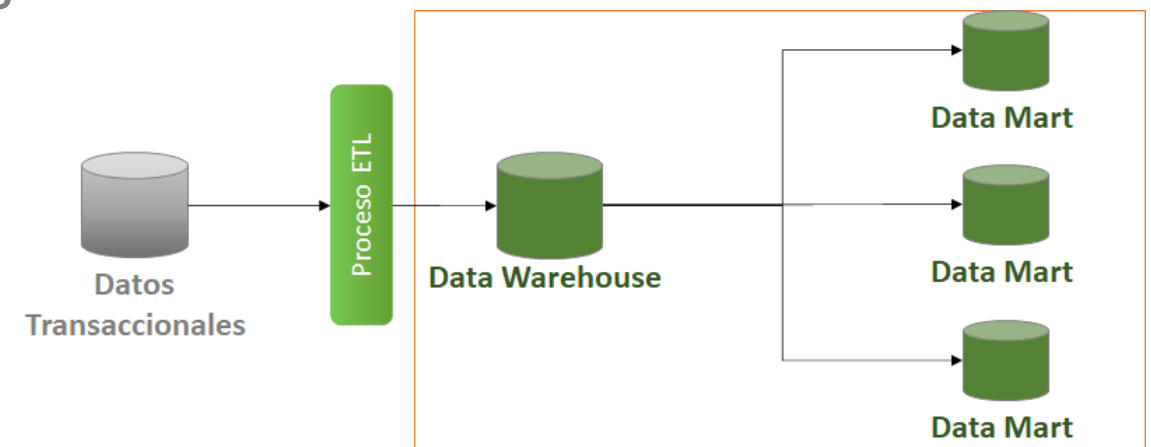 Datos
Transaccionales
Proceso ETL
Data Warehouse
Data Mart
Data Mart
Data Mart